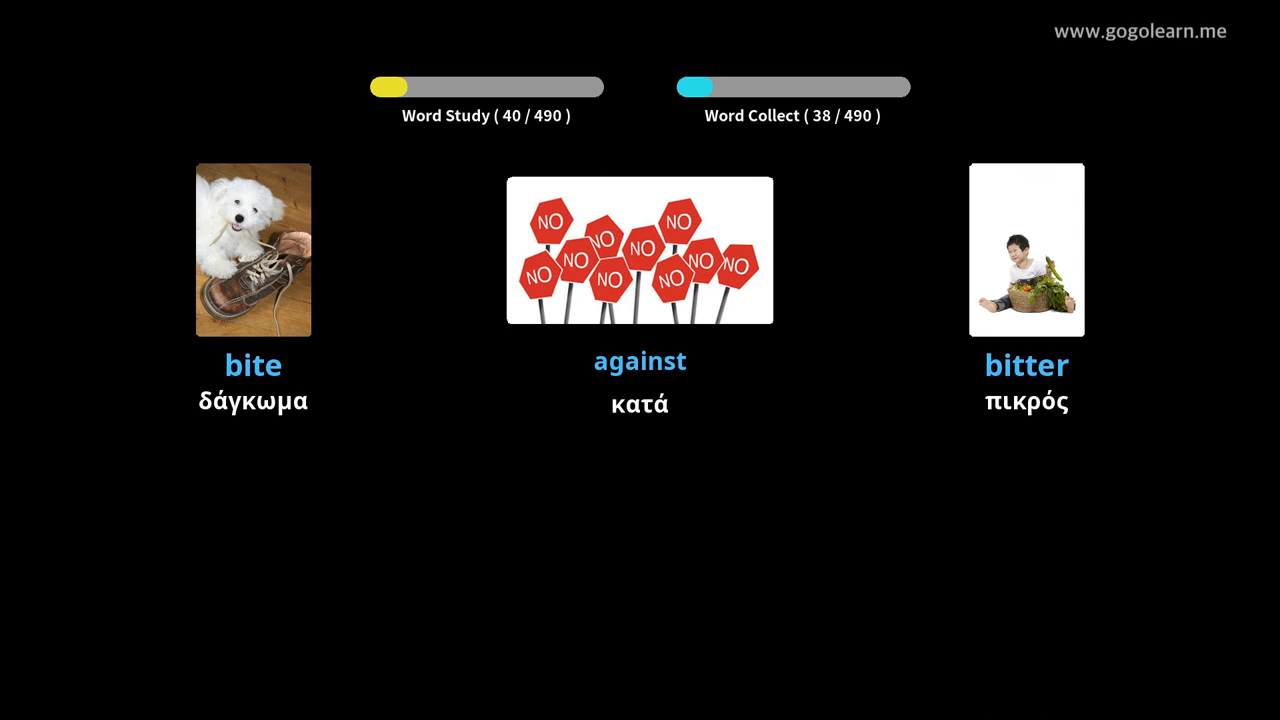 www.gogolearn.me
Word Study ( 40 / 490 )
Word Collect ( 38 / 490 )
NO
NO
NO
NO
NO
NO
NO
NO
NO
NO
bite
δάγκωμα
against
κατά
bitter
πικρός